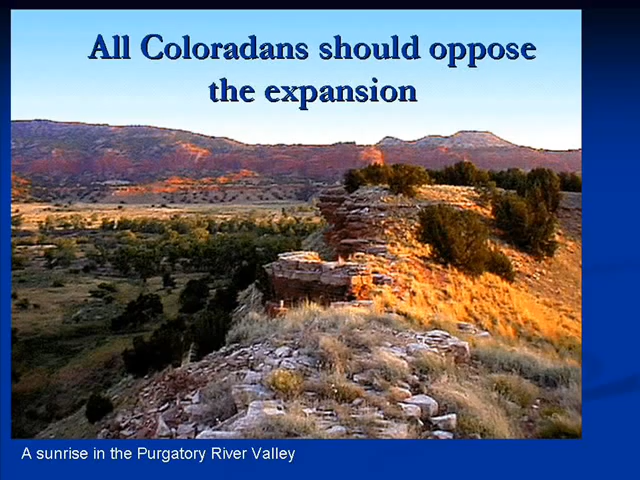 All Coloradans should oppose
the expansion
A sunrise in the Purgatory River Valley